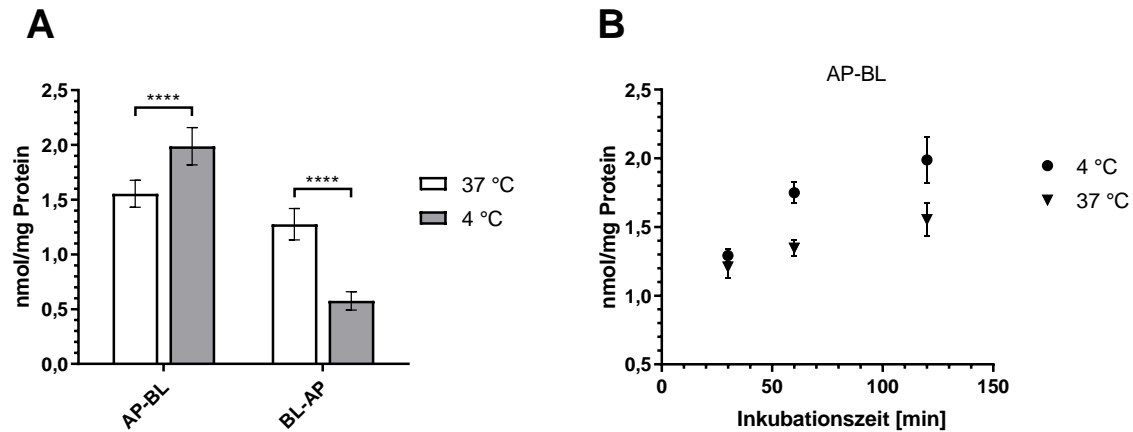 A
nmol/mg Protein
2,5
2,0
1,5
1,0
0,5
0,0
****
****
AP-BL
BL-AP
37 °C
4 °C
B
AP-BL
nmol/mg Protein
2,5
2,0
1,5
1,0
0,5
0
50
100
150
Inkubationszeit [min]
4 °C
37 °C